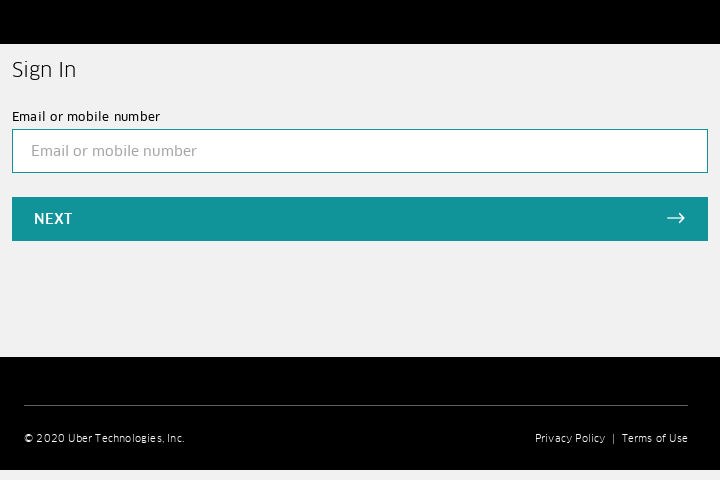 Sign In
Email or mobile number
Email or mobile number
NEXT
© 2020 Uber Technologies, Inc.
Privacy Policy | Terms of Use